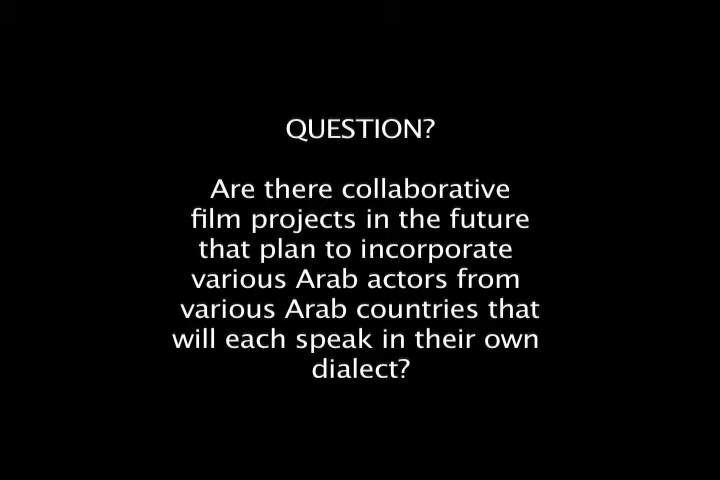 QUESTION?
Are there collaborative
film projects in the future
that plan to incorporate
various Arab actors from
various Arab countries that
will each speak in their own
dialect?